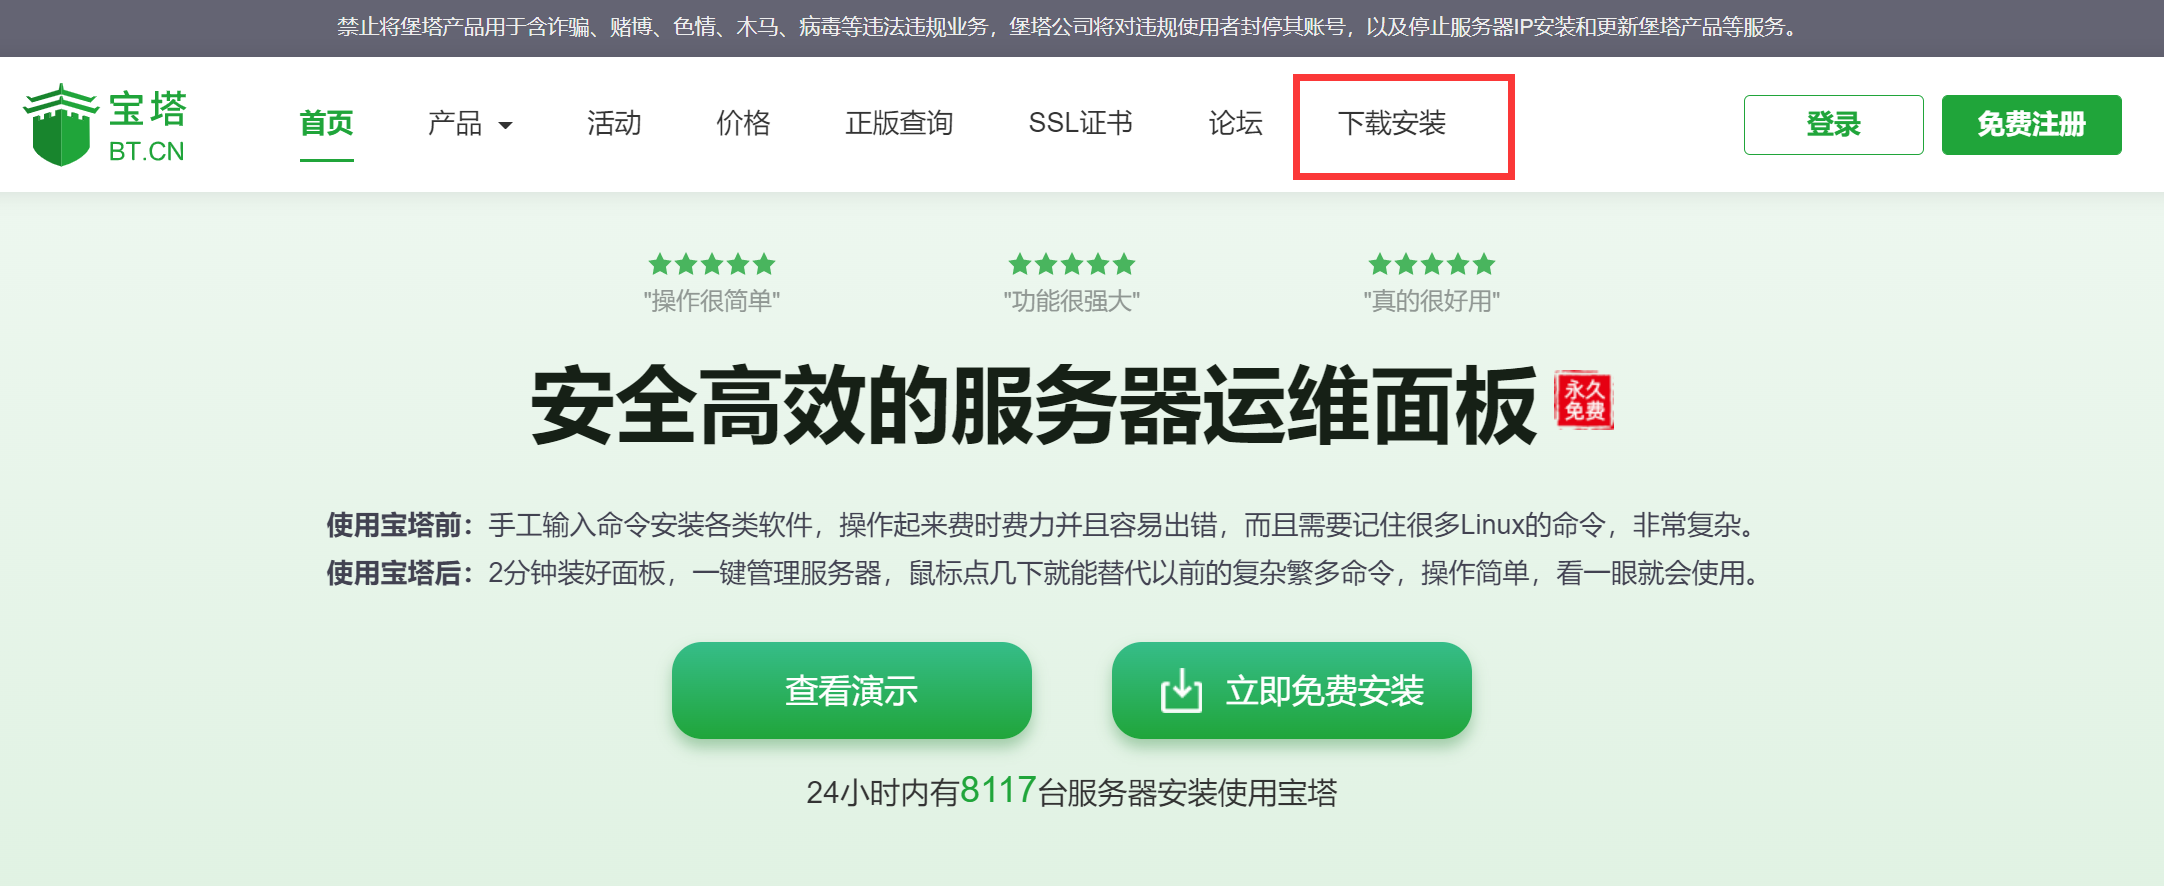 禁止将堡塔产品用于含诈骗、赌博、色情、木马、病毒等违法违规业务，堡塔公司将对违规使用者封停其账号，以及停止服务器IP安装和更新堡塔产品等服务。
宝塔
BT.CN
首页
产品
活动
价格
正版查询
SSL证书
论坛
下载安装
登录
免费注册
"操作很简单"
"功能很强大"
"真的很好用"
安全高效的服务器运维面板
永久
免费
使用宝塔前：手工输入命令安装各类软件，操作起来费时费力并且容易出错，而且需要记住很多Linux的命令，非常复杂。
使用宝塔后：2分钟装好面板，一键管理服务器，鼠标点几下就能替代以前的复杂繁多命令，操作简单，看一眼就会使用。
查看演示
立即免费安装
24小时内有8117台服务器安装使用宝塔